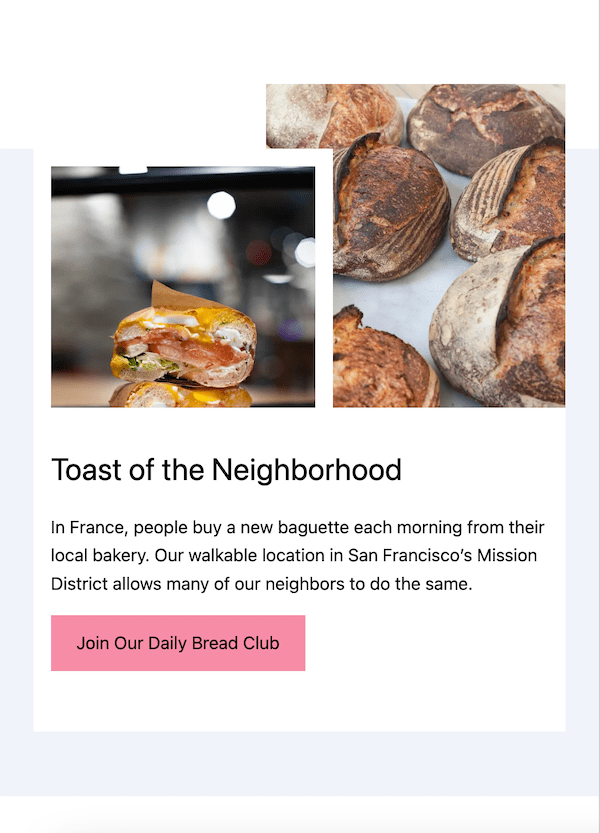 Toast of the Neighborhood
In France, people buy a new baguette each morning from their
local bakery. Our walkable location in San Francisco’s Mission
District allows many of our neighbors to do the same.
Join Our Daily Bread Club